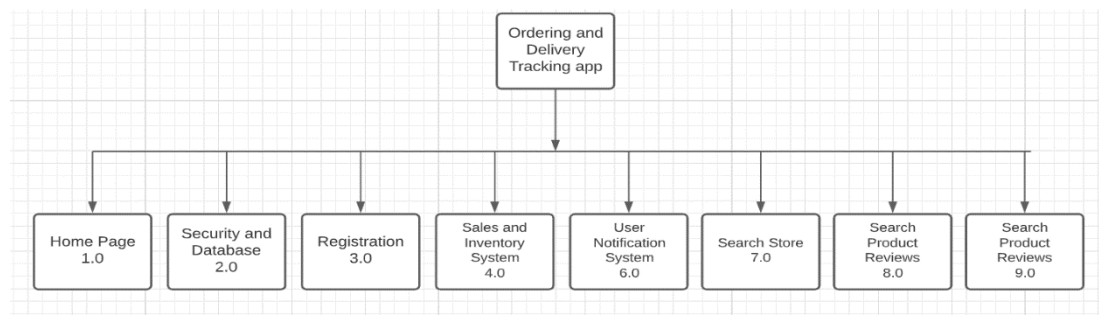 Ordering and
Delivery
Tracking app
Home Page
1.0
Security and
Database
2.0
Registration
3.0
Sales and
Inventory
System
4.0
User
Notification
System
6.0
Search Store
7.0
Search
Product
Reviews
8.0
Search
Product
Reviews
9.0